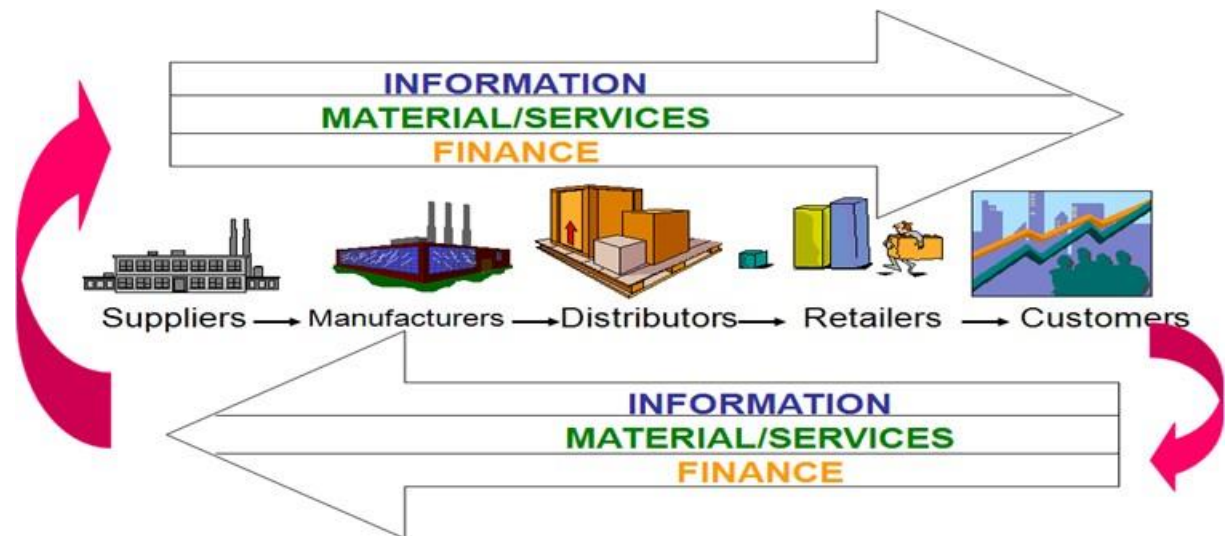 INFORMATION
MATERIAL/SERVICES
FINANCE
Suppliers Manufacturers Distributors Retailers Customers
INFORMATION
MATERIAL/SERVICES
FINANCE